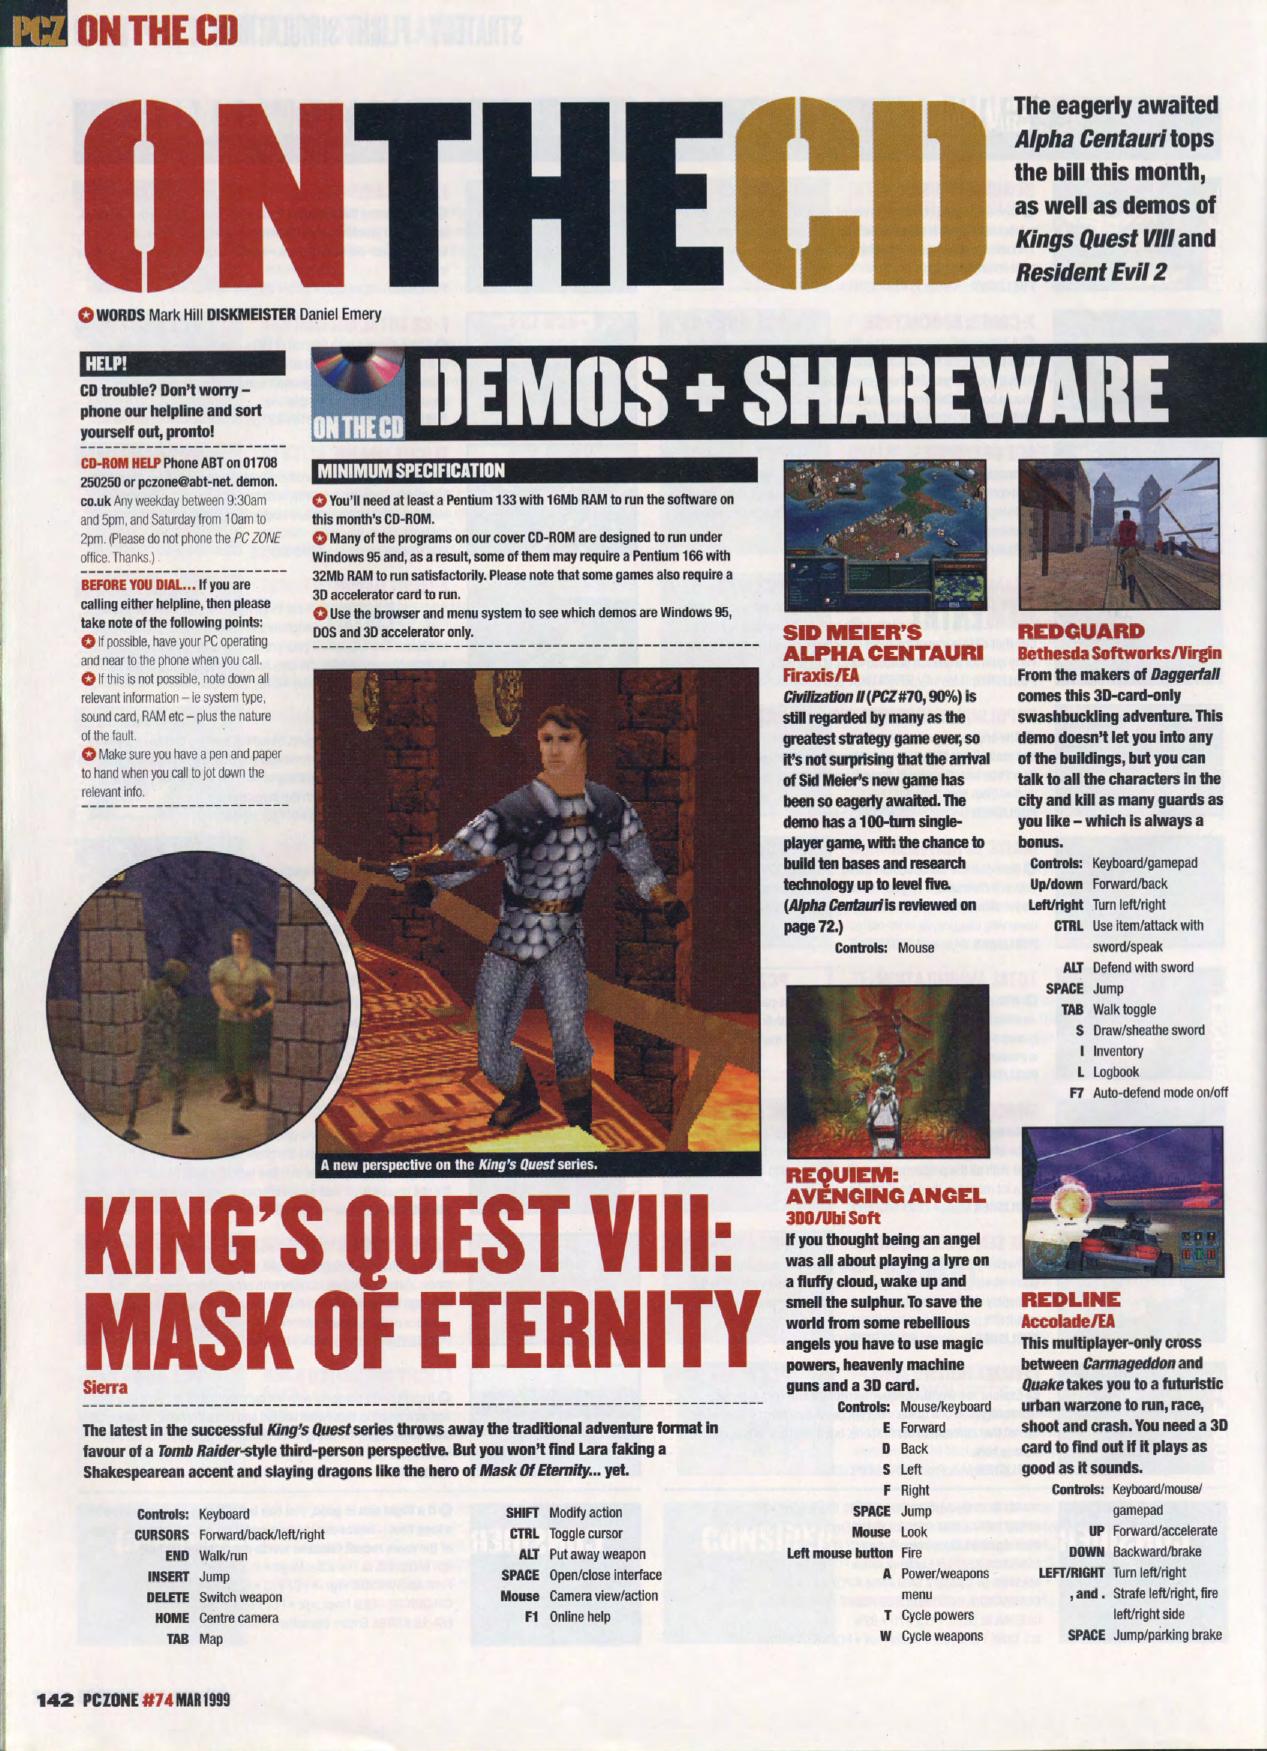 PCZ ON THE CD
ONTHECD
The eagerly awaited
Alpha Centauri tops
the bill this month,
as well as demos of
Kings Quest VIII and
Resident Evil 2
WORDS Mark Hill DISKMEISTER Daniel Emery
HELP!
CD trouble? Don't worry –
phone our helpline and sort
yourself out, pronto!
CD-ROM HELP Phone ABT on 01708
250250 or pczone@abt-net. demon.
co.uk Any weekday between 9:30am
and 5pm, and Saturday from 10am to
2pm. (Please do not phone the PC ZONE
office. Thanks.)
BEFORE YOU DIAL... If you are
calling either helpline, then please
take note of the following points:
If possible, have your PC operating
and near to the phone when you call.
If this is not possible, note down all
relevant information – ie system type,
sound card, RAM etc – plus the nature
of the fault.
Make sure you have a pen and paper
to hand when you call to jot down the
relevant info.
ON THE CD
DEMOS + SHAREWARE
MINIMUM SPECIFICATION
You'll need at least a Pentium 133 with 16Mb RAM to run the software on
this month's CD-ROM.
Many of the programs on our cover CD-ROM are designed to run under
Windows 95 and, as a result, some of them may require a Pentium 166 with
32Mb RAM to run satisfactorily. Please note that some games also require a
3D accelerator card to run.
Use the browser and menu system to see which demos are Windows 95,
DOS and 3D accelerator only.
A new perspective on the King's Quest series.
KING'S QUEST VIII:
MASK OF ETERNITY
Sierra
The latest in the successful King's Quest series throws away the traditional adventure format in
favour of a Tomb Raider-style third-person perspective. But you won't find Lara faking a
Shakespearean accent and slaying dragons like the hero of Mask Of Eternity... yet.
Controls: Keyboard
CURSORS Forward/back/left/right
END Walk/run
INSERT Jump
DELETE Switch weapon
HOME Centre camera
TAB Map
SHIFT Modify action
CTRL Toggle cursor
ALT Put away weapon
SPACE Open/close interface
Mouse Camera view/action
F1 Online help
SID MEIER'S
ALPHA CENTAURI
Firaxis/EA
Civilization II (PCZ #70, 90%) is
still regarded by many as the
greatest strategy game ever, so
it's not surprising that the arrival
of Sid Meier's new game has
been so eagerly awaited. The
demo has a 100-turn single-
player game, with the chance to
build ten bases and research
technology up to level five.
(Alpha Centauri is reviewed on
page 72.)
Controls: Mouse
REQUIEM:
AVENGING ANGEL
3DO/Ubi Soft
If you thought being an angel
was all about playing a lyre on
a fluffy cloud, wake up and
smell the sulphur. To save the
world from some rebellious
angels you have to use magic
powers, heavenly machine
guns and a 3D card.
Controls: Mouse/keyboard
E Forward
D Back
S Left
F Right
SPACE Jump
Mouse Look
Left mouse button Fire
A Power/weapons
menu
T Cycle powers
W Cycle weapons
REDGUARD
Bethesda Softworks/Virgin
From the makers of Daggerfall
comes this 3D-card-only
swashbuckling adventure. This
demo doesn't let you into any
of the buildings, but you can
talk to all the characters in the
city and kill as many guards as
you like – which is always a
bonus.
Controls: Keyboard/gamepad
Up/down Forward/back
Left/right Turn left/right
CTRL Use item/attack with
sword/speak
ALT Defend with sword
SPACE Jump
TAB Walk toggle
S Draw/sheathe sword
I Inventory
L Logbook
F7 Auto-defend mode on/off
REDLINE
Accolade/EA
This multiplayer-only cross
between Carmageddon and
Quake takes you to a futuristic
urban warzone to run, race,
shoot and crash. You need a 3D
card to find out if it plays as
good as it sounds.
Controls: Keyboard/mouse/
gamepad
UP Forward/accelerate
DOWN Backward/brake
LEFT/RIGHT Turn left/right
, and . Strafe left/right, fire
left/right side
SPACE Jump/parking brake
142 PCZONE #74 MAR 1999